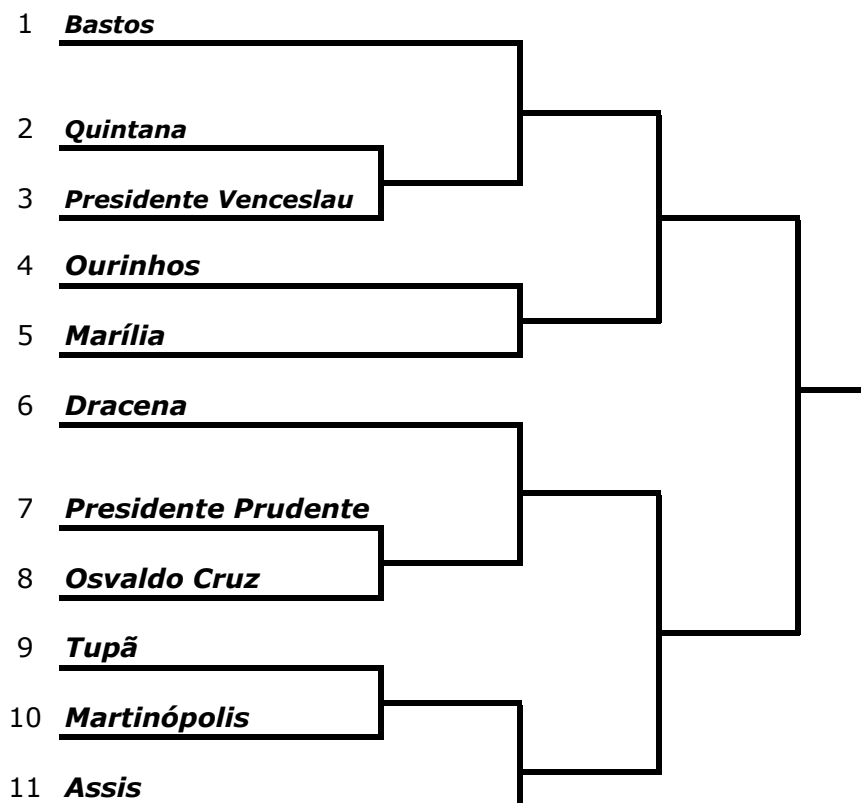 1 Bastos
2 Quintana
3 Presidente Venceslau
4 Ourinhos
5 Marília
6 Dracena
7 Presidente Prudente
8 Osvaldo Cruz
9 Tupã
10 Martinópolis
11 Assis